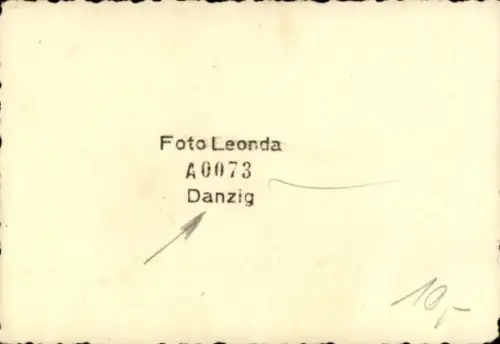 Foto Leonda
A0073
Danzig
10,-